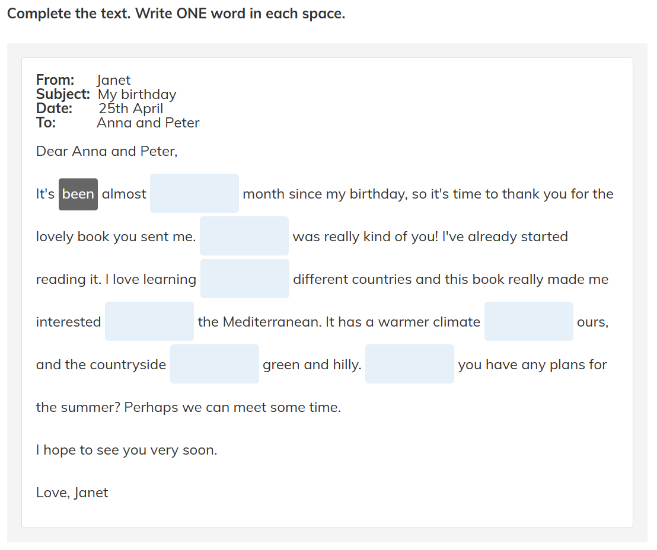 Complete the text. Write ONE word in each space.
From: Janet
Subject: My birthday
Date: 25th April
To: Anna and Peter
Dear Anna and Peter,
It's been almost month since my birthday, so it's time to thank you for the
lovely book you sent me. was really kind of you! I've already started
reading it. I love learning different countries and this book really made me
interested the Mediterranean. It has a warmer climate ours,
and the countryside green and hilly. you have any plans for
the summer? Perhaps we can meet some time.
I hope to see you very soon.
Love, Janet